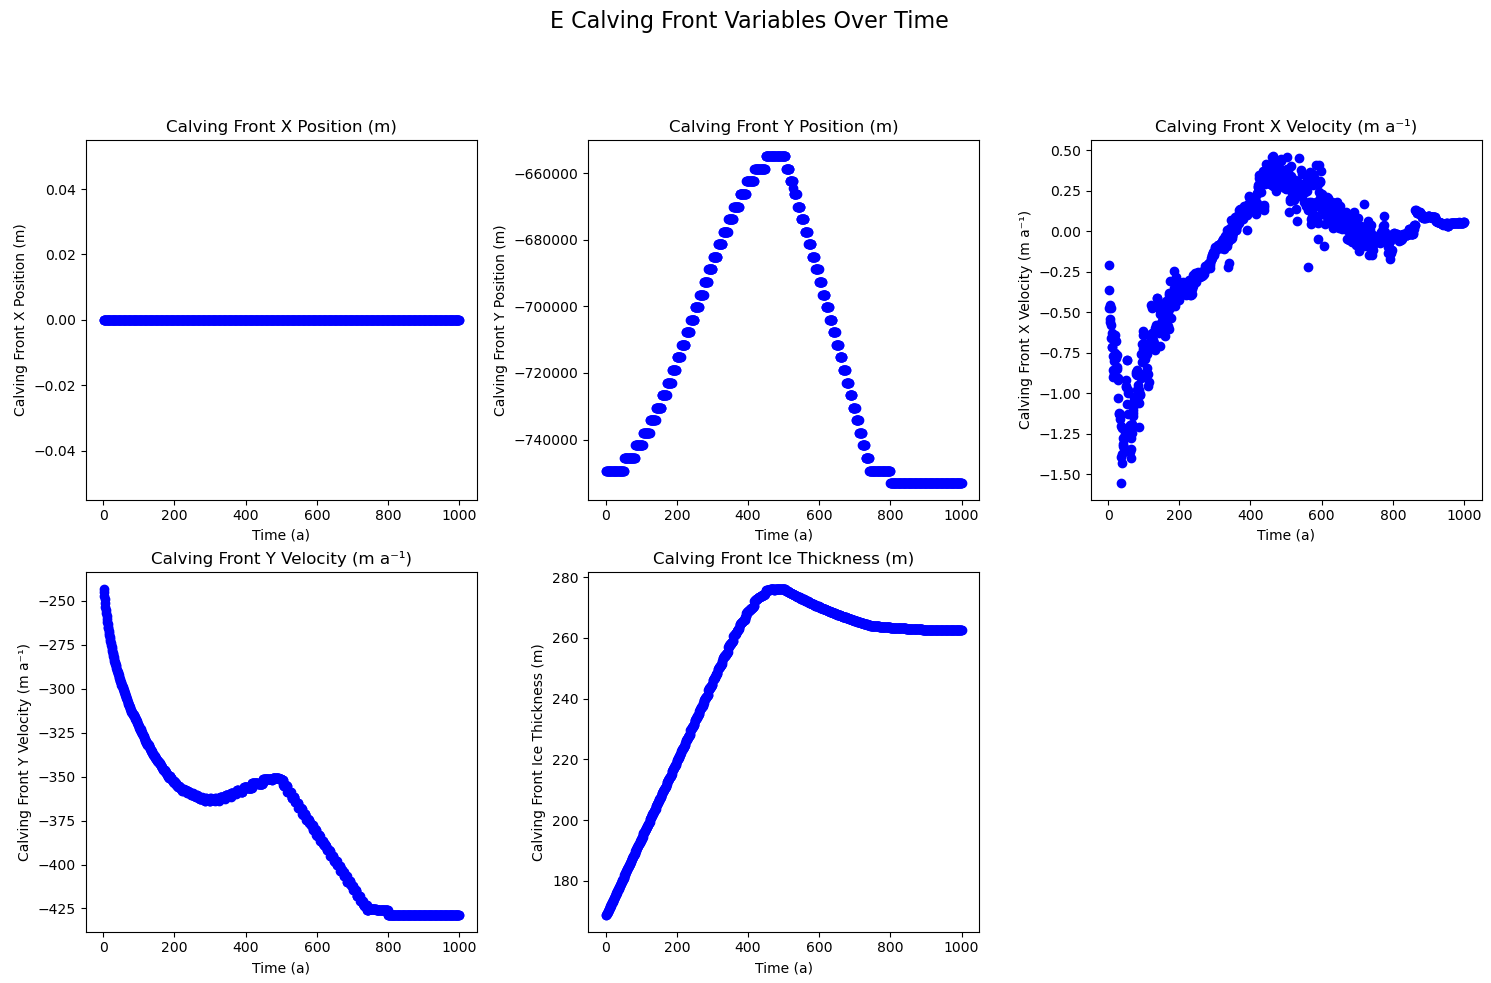 E Calving Front Variables Over Time
Calving Front X Position (m)
Calving Front X Position (m)
0.04
0.02
0.00
−0.02
−0.04
0 200 400 600 800 1000
Time (a)
Calving Front Y Position (m)
Calving Front Y Position (m)
−660000
−680000
−700000
−720000
−740000
0 200 400 600 800 1000
Time (a)
Calving Front X Velocity (m a⁻¹)
Calving Front X Velocity (m a⁻¹)
0.50
0.25
0.00
−0.25
−0.50
−0.75
−1.00
−1.25
−1.50
0 200 400 600 800 1000
Time (a)
Calving Front Y Velocity (m a⁻¹)
Calving Front Y Velocity (m a⁻¹)
−250
−275
−300
−325
−350
−375
−400
−425
0 200 400 600 800 1000
Time (a)
Calving Front Ice Thickness (m)
Calving Front Ice Thickness (m)
280
260
240
220
200
180
0 200 400 600 800 1000
Time (a)